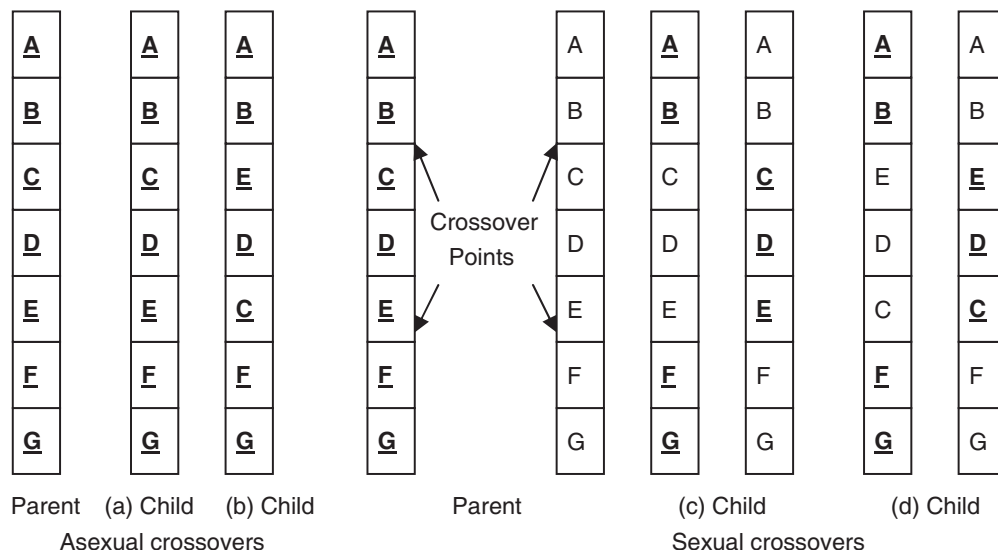 A A A A A A A A A
B B B B B B B B B
C C E C C C C E E
D D D D D D D D D
E E C E E E E C C
F F F F F F F F F
G G G G G G G G G
Crossover
Points
Parent (a) Child (b) Child Parent (c) Child (d) Child
Asexual crossovers Sexual crossovers